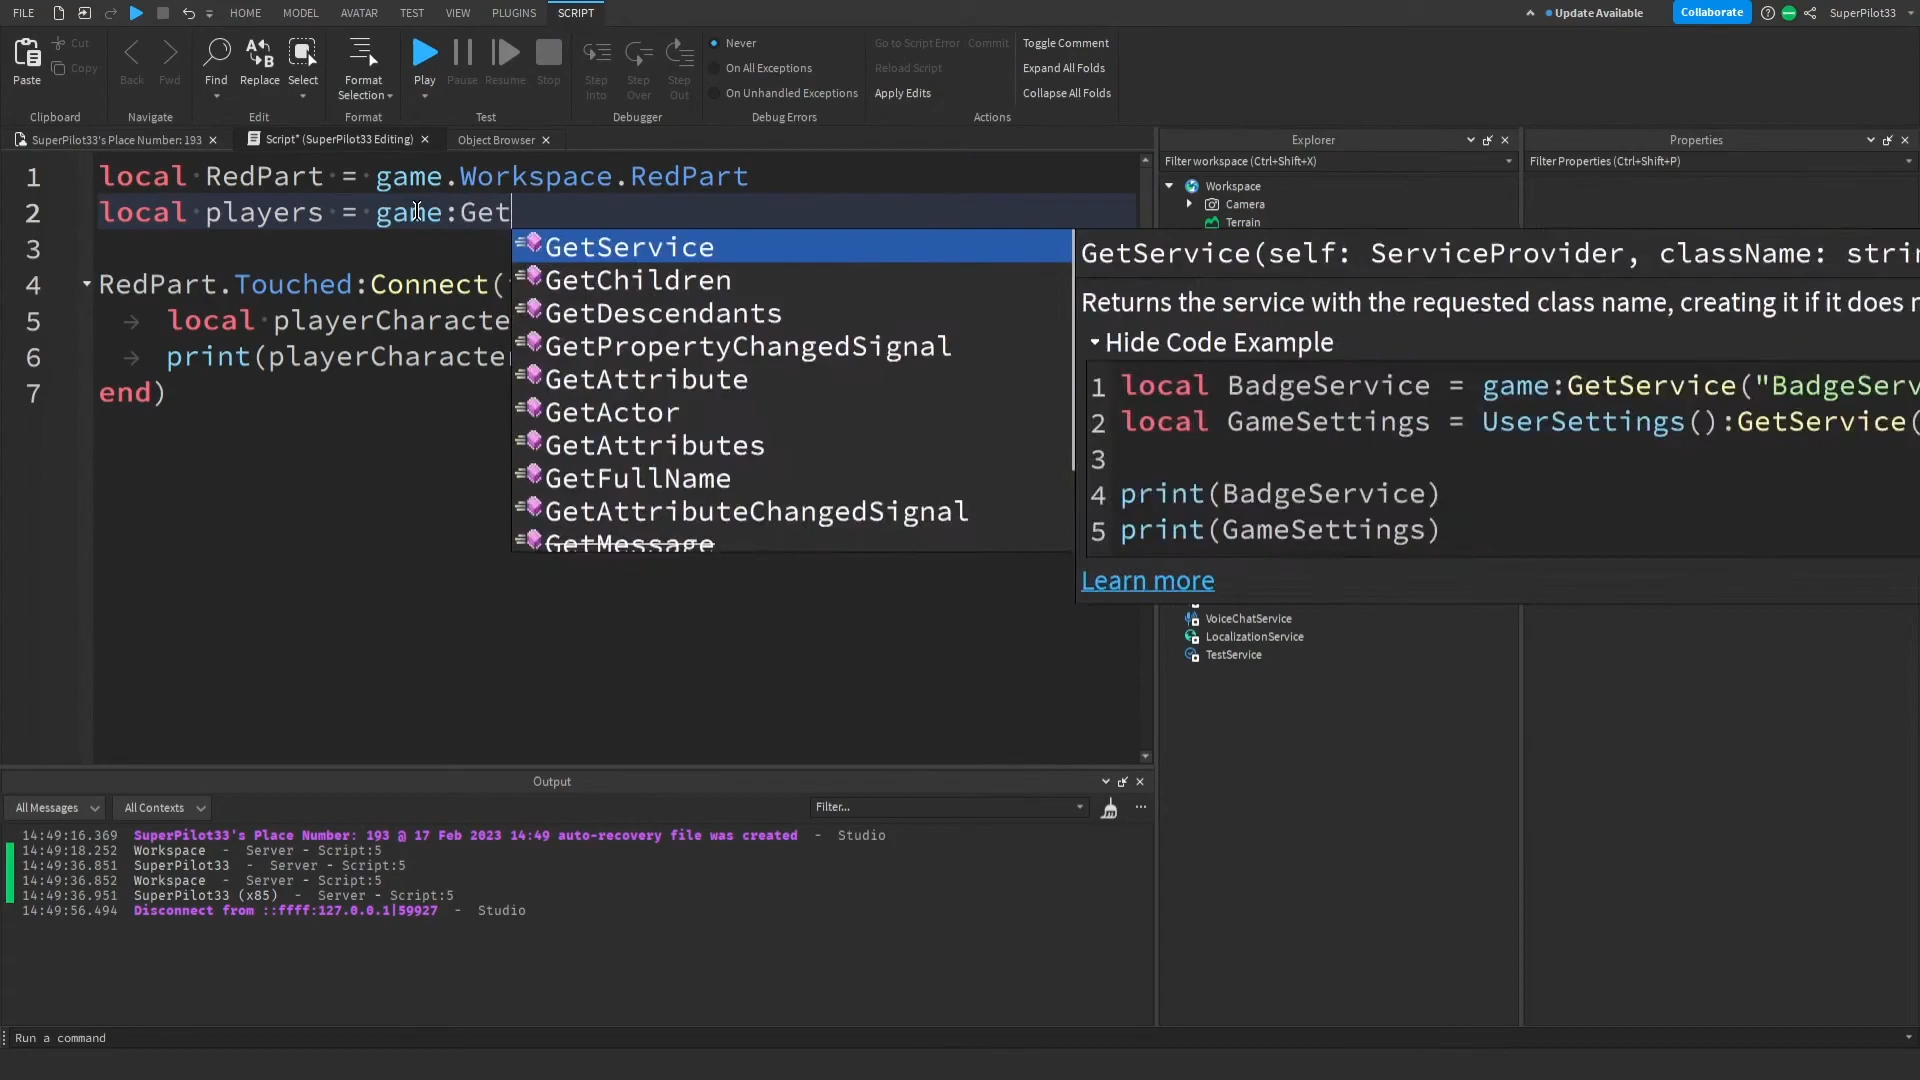 FILE HOME MODEL AVATAR TEST VIEW PLUGINS SCRIPT Update Available Collaborate SuperPilot33
Paste Cut Copy Back Fwd Find Replace Select Format Selection Play Pause Resume Stop Step Into Step Over Step Out
Never
On All Exceptions
On Unhandled Exceptions
Go to Script Error Commit
Reload Script
Apply Edits
Toggle Comment
Expand All Folds
Collapse All Folds
Clipboard Navigate Edit Format Test Debugger Debug Errors Actions
SuperPilot33's Place Number: 193 Script* (SuperPilot33 Editing) Object Browser
1 local RedPart = game.Workspace.RedPart
2 local players = game:Get
3
4 RedPart.Touched:Connect(
5 local playerCharacte
6 print(playerCharacter
7 end)
GetService
GetChildren
GetDescendants
GetPropertyChangedSignal
GetAttribute
GetActor
GetAttributes
GetFullName
GetAttributeChangedSignal
GetMessage
GetService(self: ServiceProvider, className: strin
Returns the service with the requested class name, creating it if it does n
Hide Code Example
1 local BadgeService = game:GetService("BadgeServ
2 local GameSettings = UserSettings():GetService(
3
4 print(BadgeService)
5 print(GameSettings)
Learn more
Explorer
Filter workspace (Ctrl+Shift+X)
Workspace
Camera
Terrain
VoiceChatService
LocalizationService
TestService
Properties
Filter Properties (Ctrl+Shift+P)
Output
All Messages All Contexts Filter...
14:49:16.369 SuperPilot33's Place Number: 193 @ 17 Feb 2023 14:49 auto-recovery file was created - Studio
14:49:18.252 Workspace - Server - Script:5
14:49:36.851 SuperPilot33 - Server - Script:5
14:49:36.852 Workspace - Server - Script:5
14:49:36.951 SuperPilot33 (x85) - Server - Script:5
14:49:56.494 Disconnect from ::ffff:127.0.0.1|59927 - Studio
Run a command